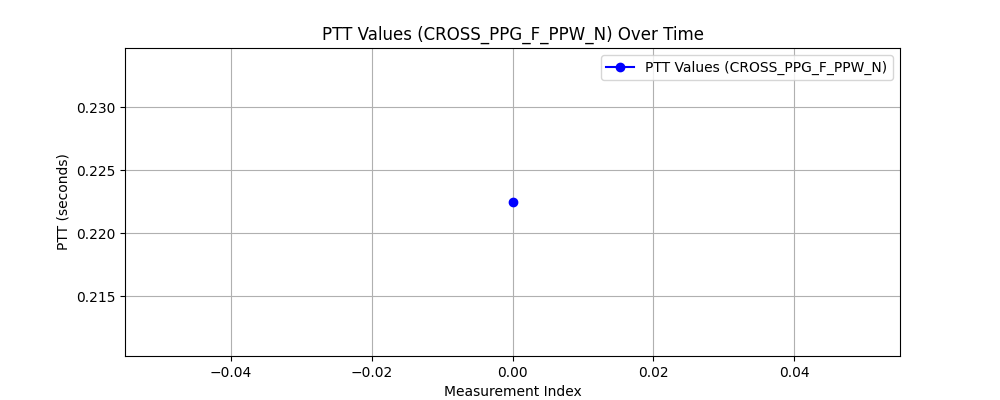 PTT Values (CROSS_PPG_F_PPW_N) Over Time
PTT Values (CROSS_PPG_F_PPW_N)
PTT (seconds)
0.230
0.225
0.220
0.215
−0.04 −0.02 0.00 0.02 0.04
Measurement Index